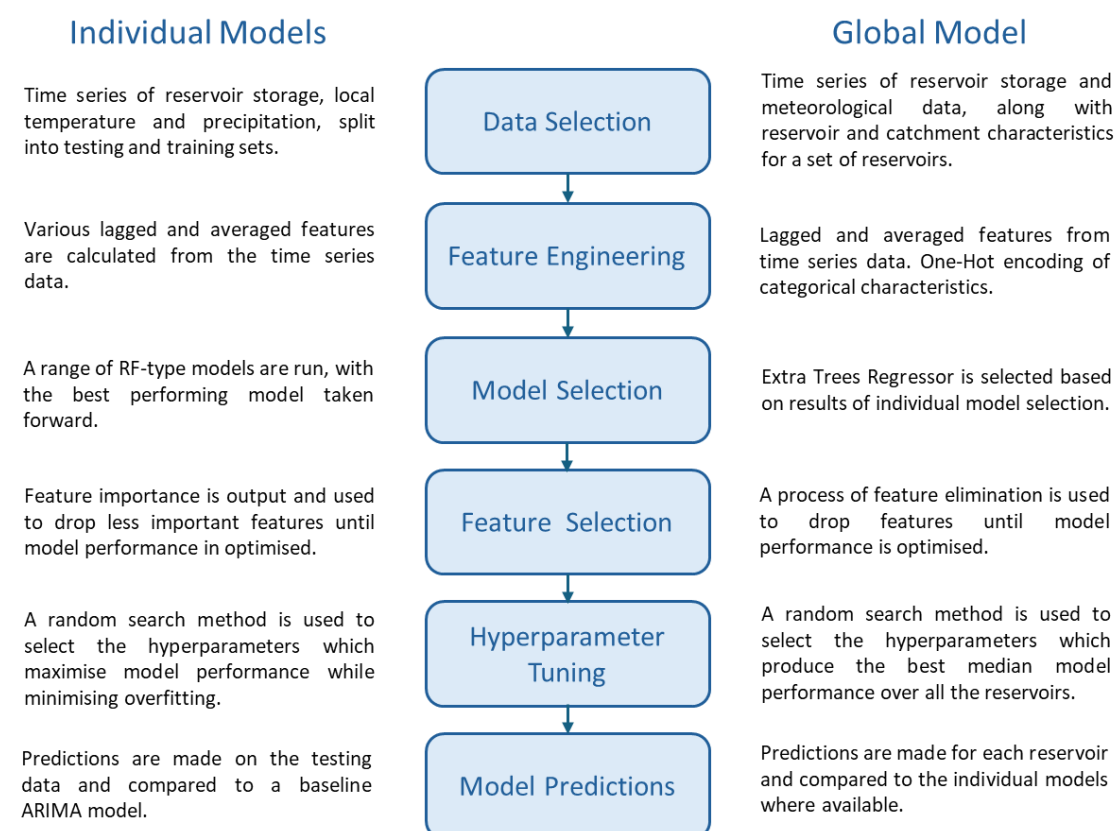 Individual Models
Global Model
Time series of reservoir storage, local
temperature and precipitation, split
into testing and training sets.
Data Selection
Time series of reservoir storage and
meteorological data, along with
reservoir and catchment characteristics
for a set of reservoirs.
Various lagged and averaged features
are calculated from the time series
data.
Feature Engineering
Lagged and averaged features from
time series data. One-Hot encoding of
categorical characteristics.
A range of RF-type models are run, with
the best performing model taken
forward.
Model Selection
Extra Trees Regressor is selected based
on results of individual model selection.
Feature importance is output and used
to drop less important features until
model performance in optimised.
Feature Selection
A process of feature elimination is used
to drop features until model
performance is optimised.
A random search method is used to
select the hyperparameters which
maximise model performance while
minimising overfitting.
Hyperparameter
Tuning
A random search method is used to
select the hyperparameters which
produce the best median model
performance over all the reservoirs.
Predictions are made on the testing
data and compared to a baseline
ARIMA model.
Model Predictions
Predictions are made for each reservoir
and compared to the individual models
where available.